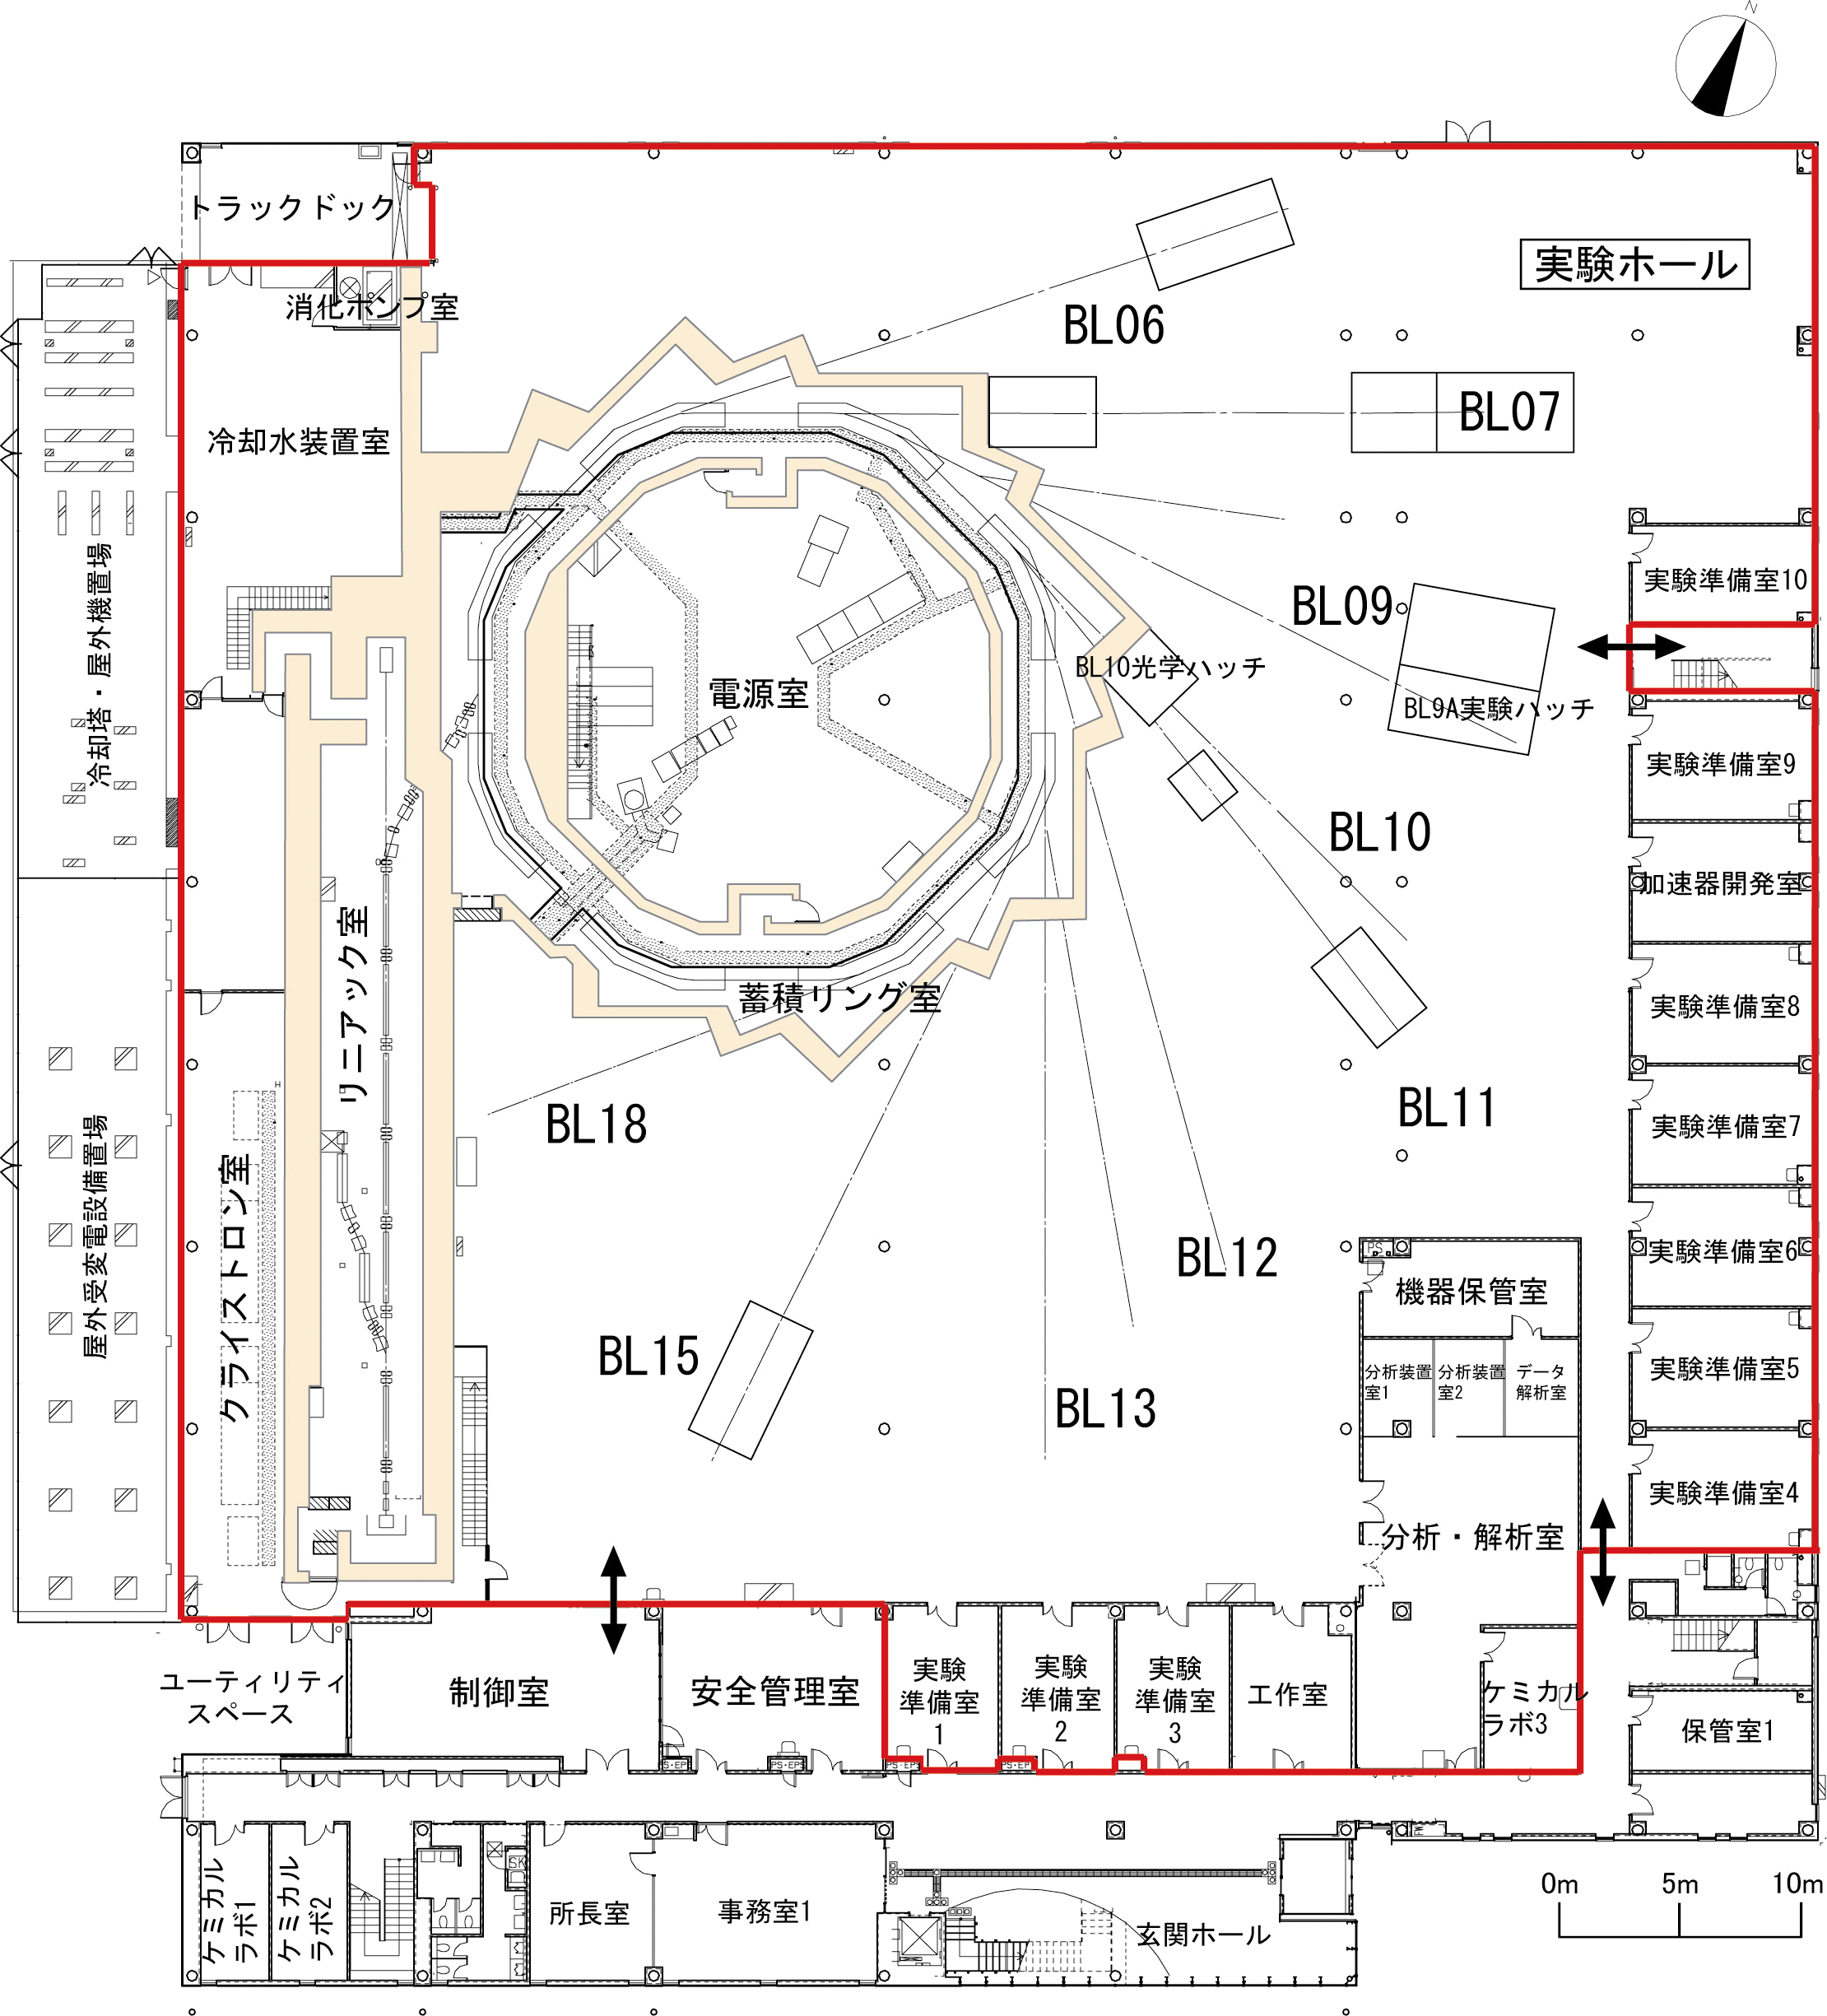 N
トラックドック
実験ホール
消化ポンプ室
BL06
BL07
冷却水装置室
冷却塔・屋外機置場
実験準備室10
BL09
BL10光学ハッチ
電源室
BL9A実験ハッチ
実験準備室9
BL10
加速器開発室
リニアック室
蓄積リング室
実験準備室8
BL18
BL11
実験準備室7
屋外受変電設備置場
クライストロン室
H
BL12
PS
実験準備室6
機器保管室
BL15
分析装置
室1
分析装置
室2
データ
解析室
実験準備室5
BL13
実験準備室4
分析・解析室
ユーティリティ
スペース
制御室
安全管理室
実験
準備室
1
実験
準備室
2
実験
準備室
3
工作室
ケミカル
ラボ3
保管室1
PS・EPS
PS・EPS
PS・EPS
ケミカル
ラボ1
ケミカル
ラボ2
SK
所長室
事務室1
玄関ホール
0m
5m
10m